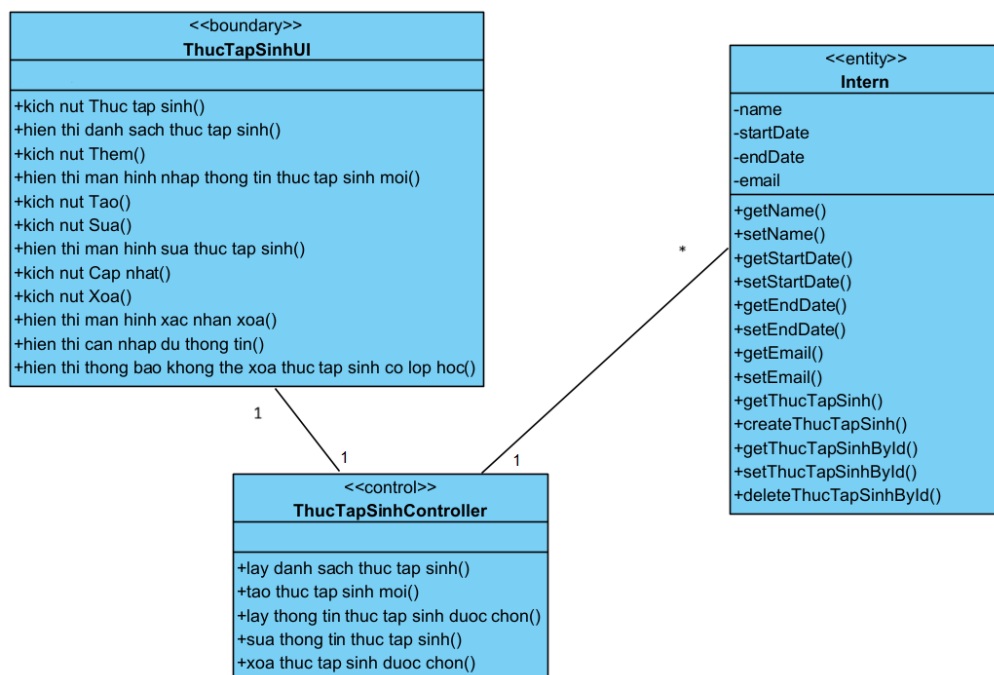 <<boundary>>
ThucTapSinhUI
+kich nut Thuc tap sinh()
+hien thi danh sach thuc tap sinh()
+kich nut Them()
+hien thi man hinh nhap thong tin thuc tap sinh moi()
+kich nut Tao()
+kich nut Sua()
+hien thi man hinh sua thuc tap sinh()
+kich nut Cap nhat()
+kich nut Xoa()
+hien thi man hinh xac nhan xoa()
+hien thi can nhap du thong tin()
+hien thi thong bao khong the xoa thuc tap sinh co lop hoc()
<<entity>>
Intern
-name
-startDate
-endDate
-email
+getName()
+setName()
+getStartDate()
+setStartDate()
+getEndDate()
+setEndDate()
+getEmail()
+setEmail()
+getThucTapSinh()
+createThucTapSinh()
+getThucTapSinhById()
+setThucTapSinhById()
+deleteThucTapSinhById()
*
1
1
1
<<control>>
ThucTapSinhController
+lay danh sach thuc tap sinh()
+tao thuc tap sinh moi()
+lay thong tin thuc tap sinh duoc chon()
+sua thong tin thuc tap sinh()
+xoa thuc tap sinh duoc chon()